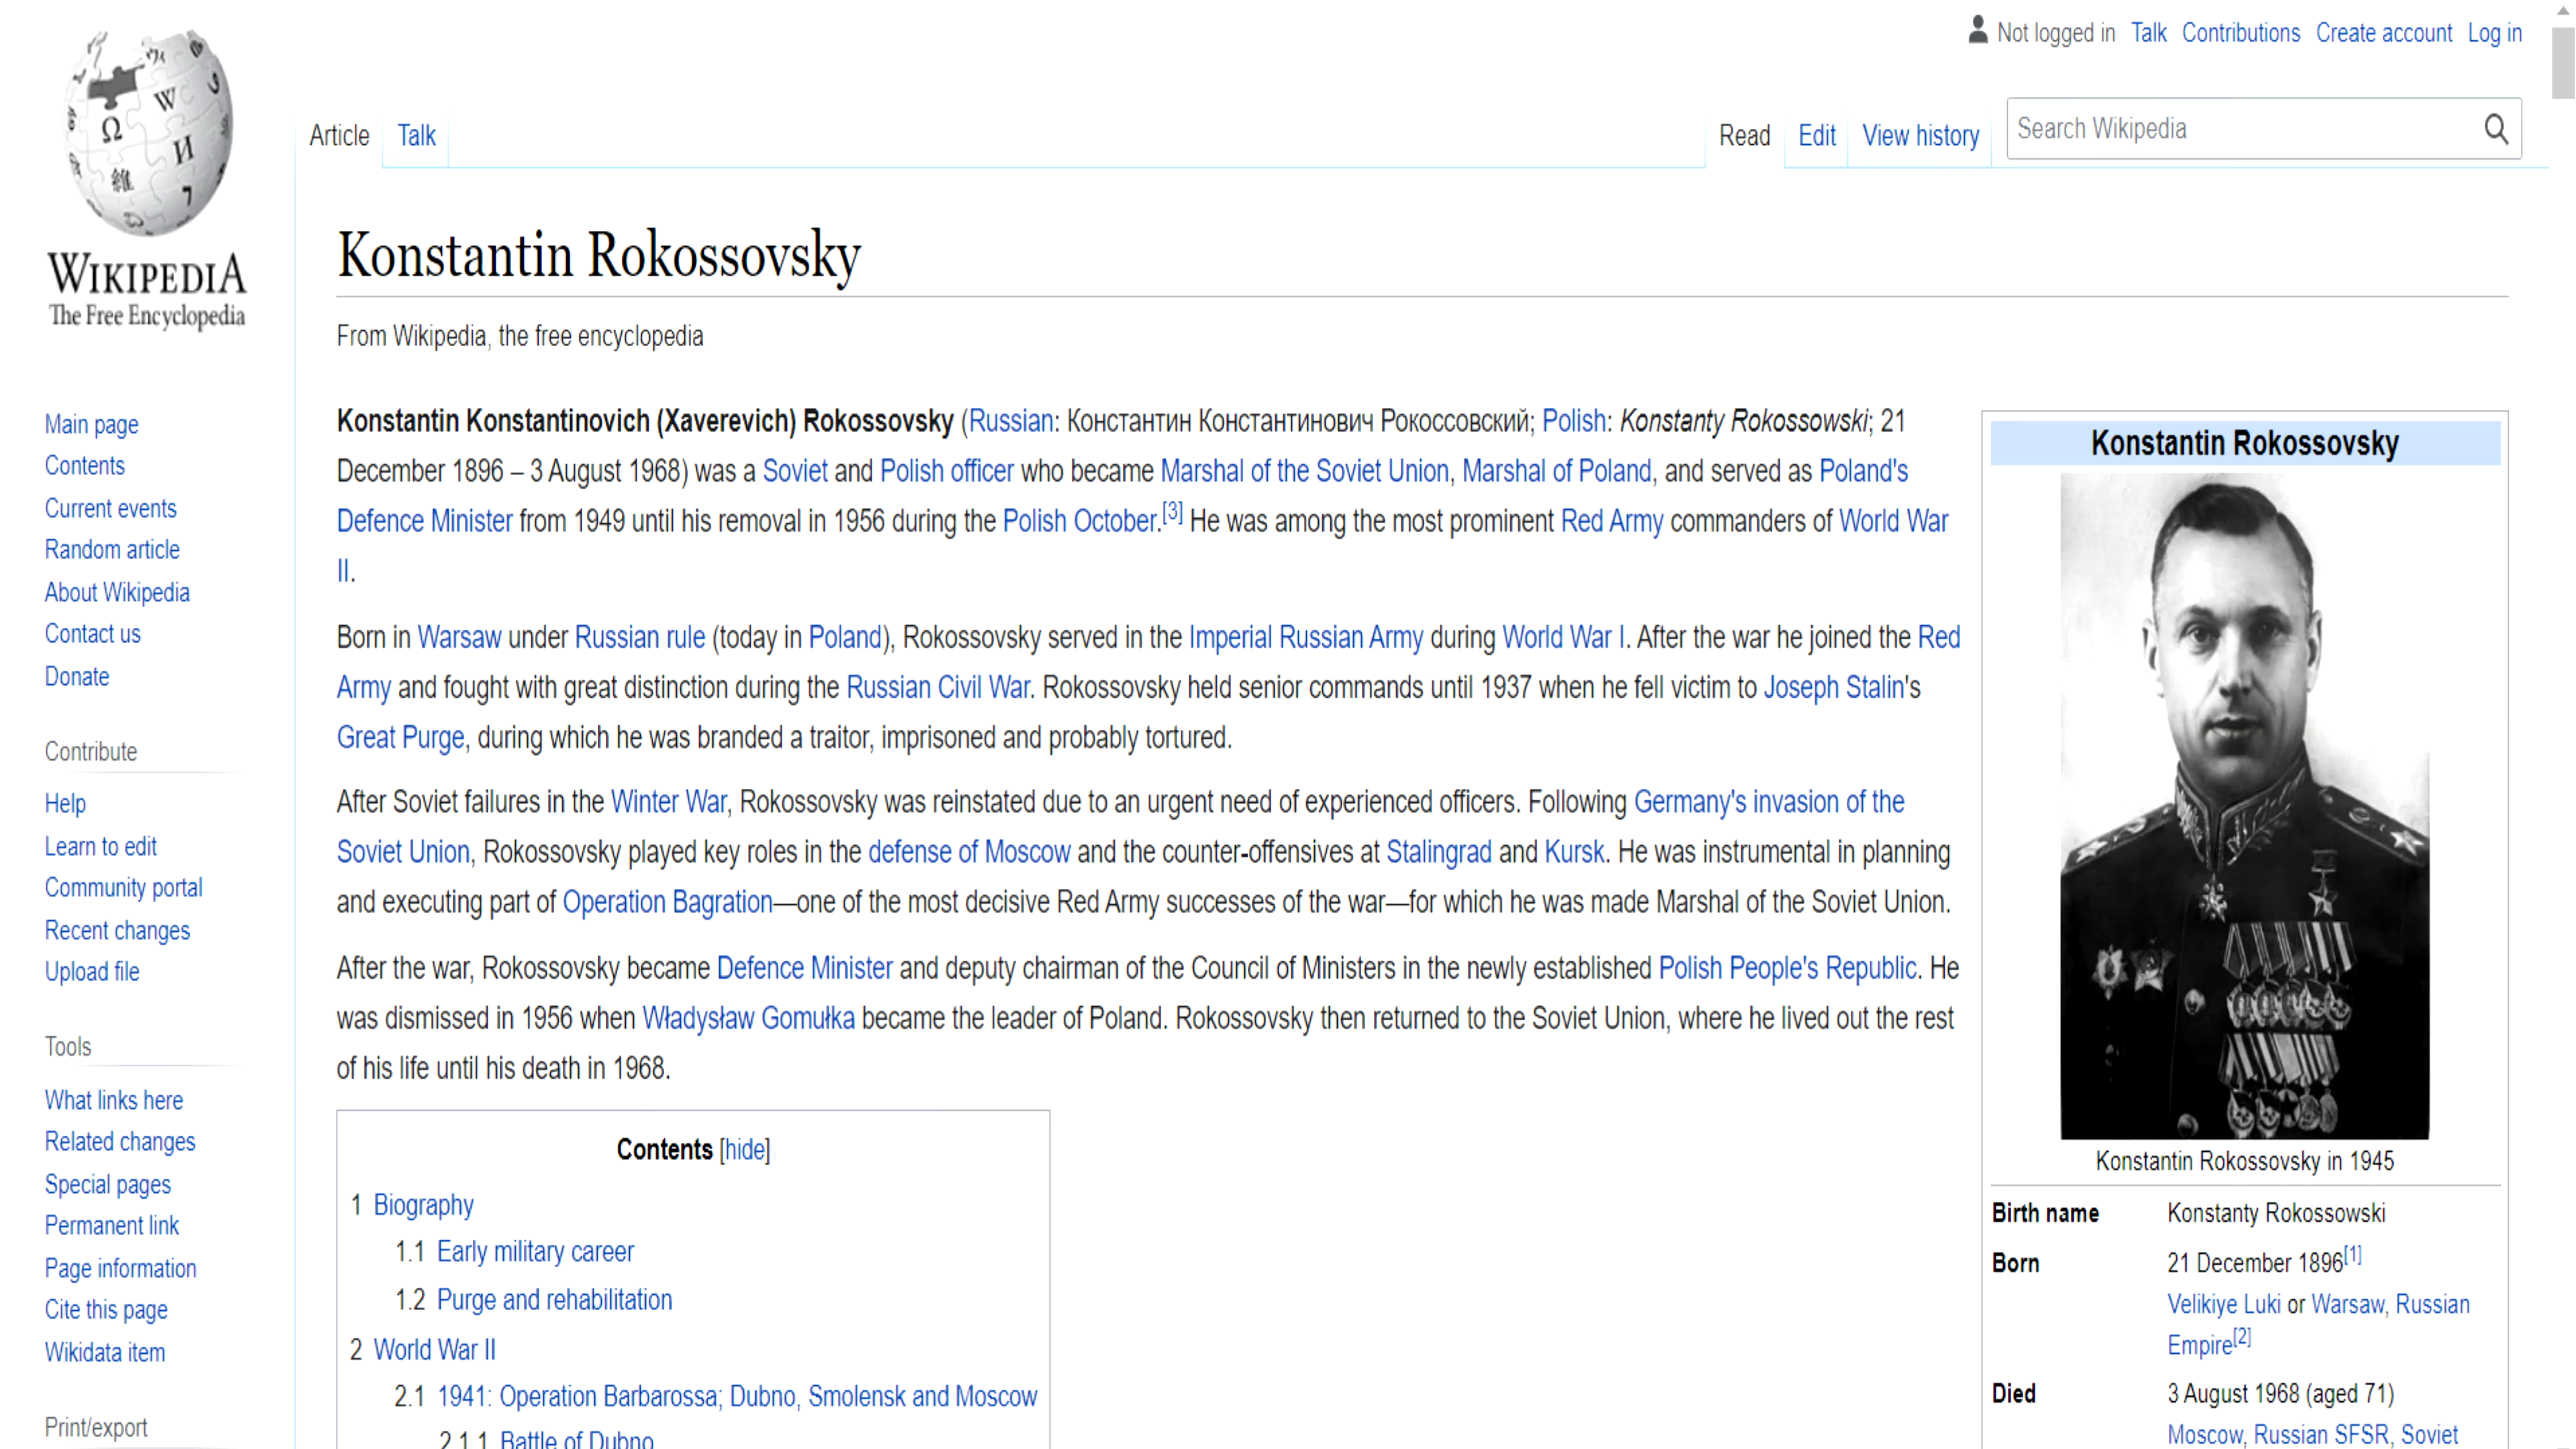 Not logged in Talk Contributions Create account Log in
Article Talk Read Edit View history Search Wikipedia
WIKIPEDIA
The Free Encyclopedia
Main page
Contents
Current events
Random article
About Wikipedia
Contact us
Donate
Contribute
Help
Learn to edit
Community portal
Recent changes
Upload file
Tools
What links here
Related changes
Special pages
Permanent link
Page information
Cite this page
Wikidata item
Print/export
Konstantin Rokossovsky
From Wikipedia, the free encyclopedia
Konstantin Konstantinovich (Xaverevich) Rokossovsky (Russian: Константин Константинович Рокоссовский; Polish: Konstanty Rokossowski; 21
December 1896 – 3 August 1968) was a Soviet and Polish officer who became Marshal of the Soviet Union, Marshal of Poland, and served as Poland's
Defence Minister from 1949 until his removal in 1956 during the Polish October.[3] He was among the most prominent Red Army commanders of World War
II.
Born in Warsaw under Russian rule (today in Poland), Rokossovsky served in the Imperial Russian Army during World War I. After the war he joined the Red
Army and fought with great distinction during the Russian Civil War. Rokossovsky held senior commands until 1937 when he fell victim to Joseph Stalin's
Great Purge, during which he was branded a traitor, imprisoned and probably tortured.
After Soviet failures in the Winter War, Rokossovsky was reinstated due to an urgent need of experienced officers. Following Germany's invasion of the
Soviet Union, Rokossovsky played key roles in the defense of Moscow and the counter-offensives at Stalingrad and Kursk. He was instrumental in planning
and executing part of Operation Bagration—one of the most decisive Red Army successes of the war—for which he was made Marshal of the Soviet Union.
After the war, Rokossovsky became Defence Minister and deputy chairman of the Council of Ministers in the newly established Polish People's Republic. He
was dismissed in 1956 when Władysław Gomułka became the leader of Poland. Rokossovsky then returned to the Soviet Union, where he lived out the rest
of his life until his death in 1968.
Contents [hide]
1 Biography
1.1 Early military career
1.2 Purge and rehabilitation
2 World War II
2.1 1941: Operation Barbarossa; Dubno, Smolensk and Moscow
2.1.1 Battle of Dubno
Konstantin Rokossovsky
Konstantin Rokossovsky in 1945
Birth name Konstanty Rokossowski
Born 21 December 1896[1]
Velikiye Luki or Warsaw, Russian
Empire[2]
Died 3 August 1968 (aged 71)
Moscow, Russian SFSR, Soviet